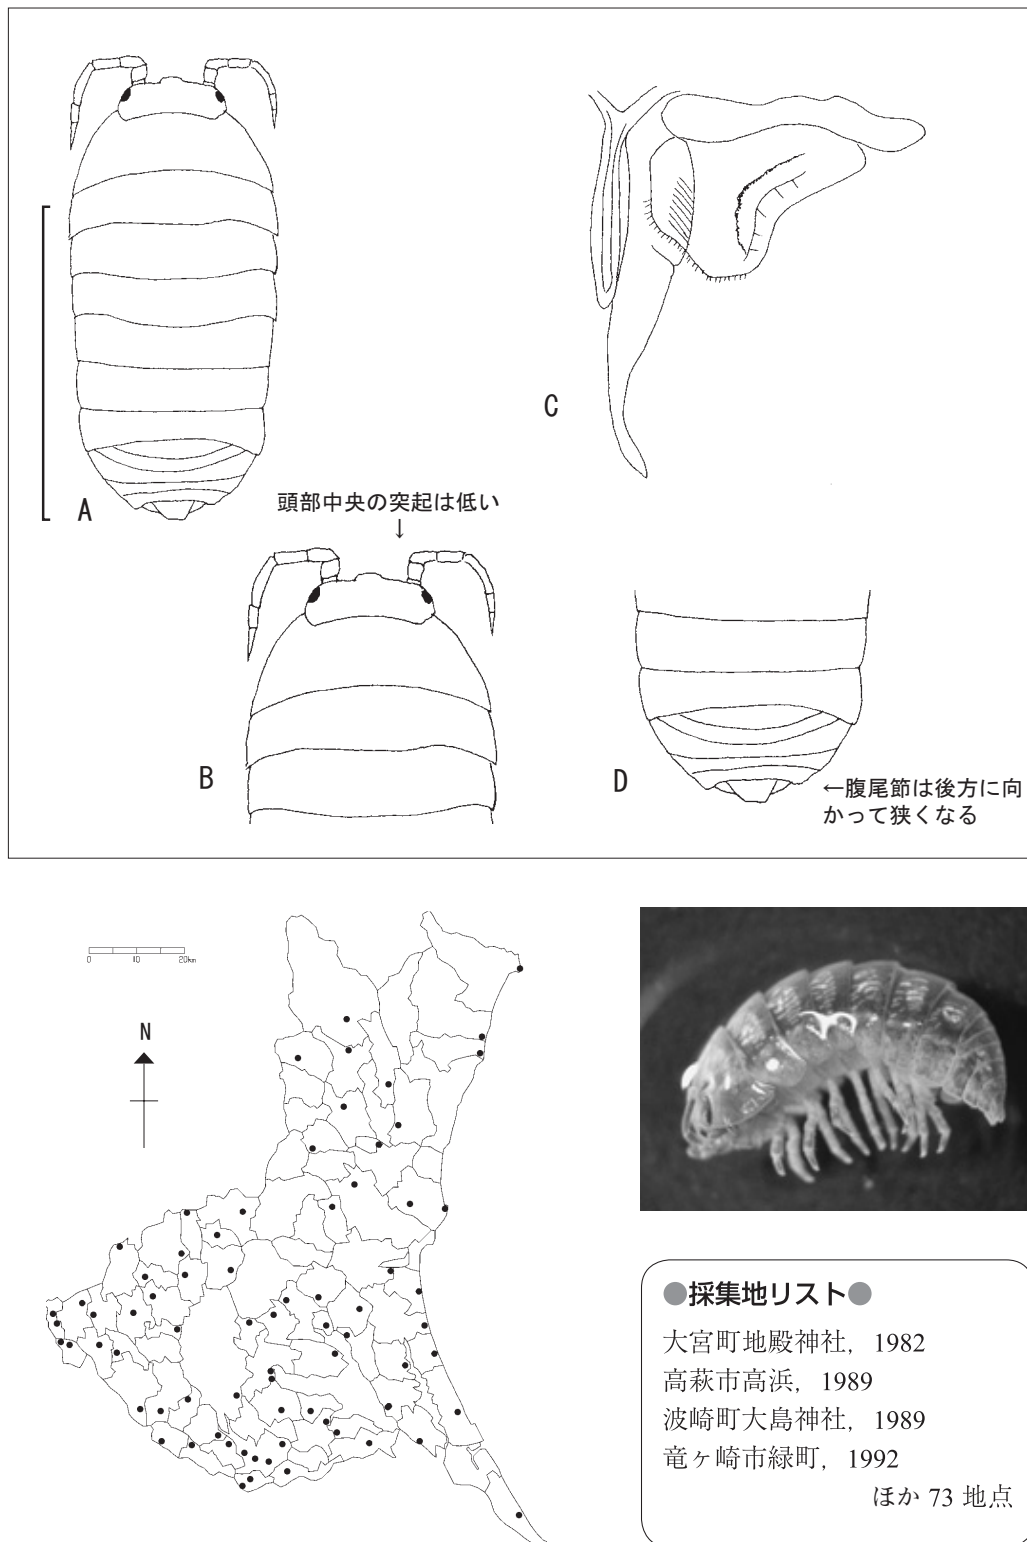 A
C
頭部中央の突起は低い
↓
B
D
←腹尾節は後方に向
かって狭くなる
0 10 20km
N
●採集地リスト●
大宮町地殿神社，1982
高萩市高浜，1989
波崎町大島神社，1989
竜ヶ崎市緑町，1992
ほか 73 地点